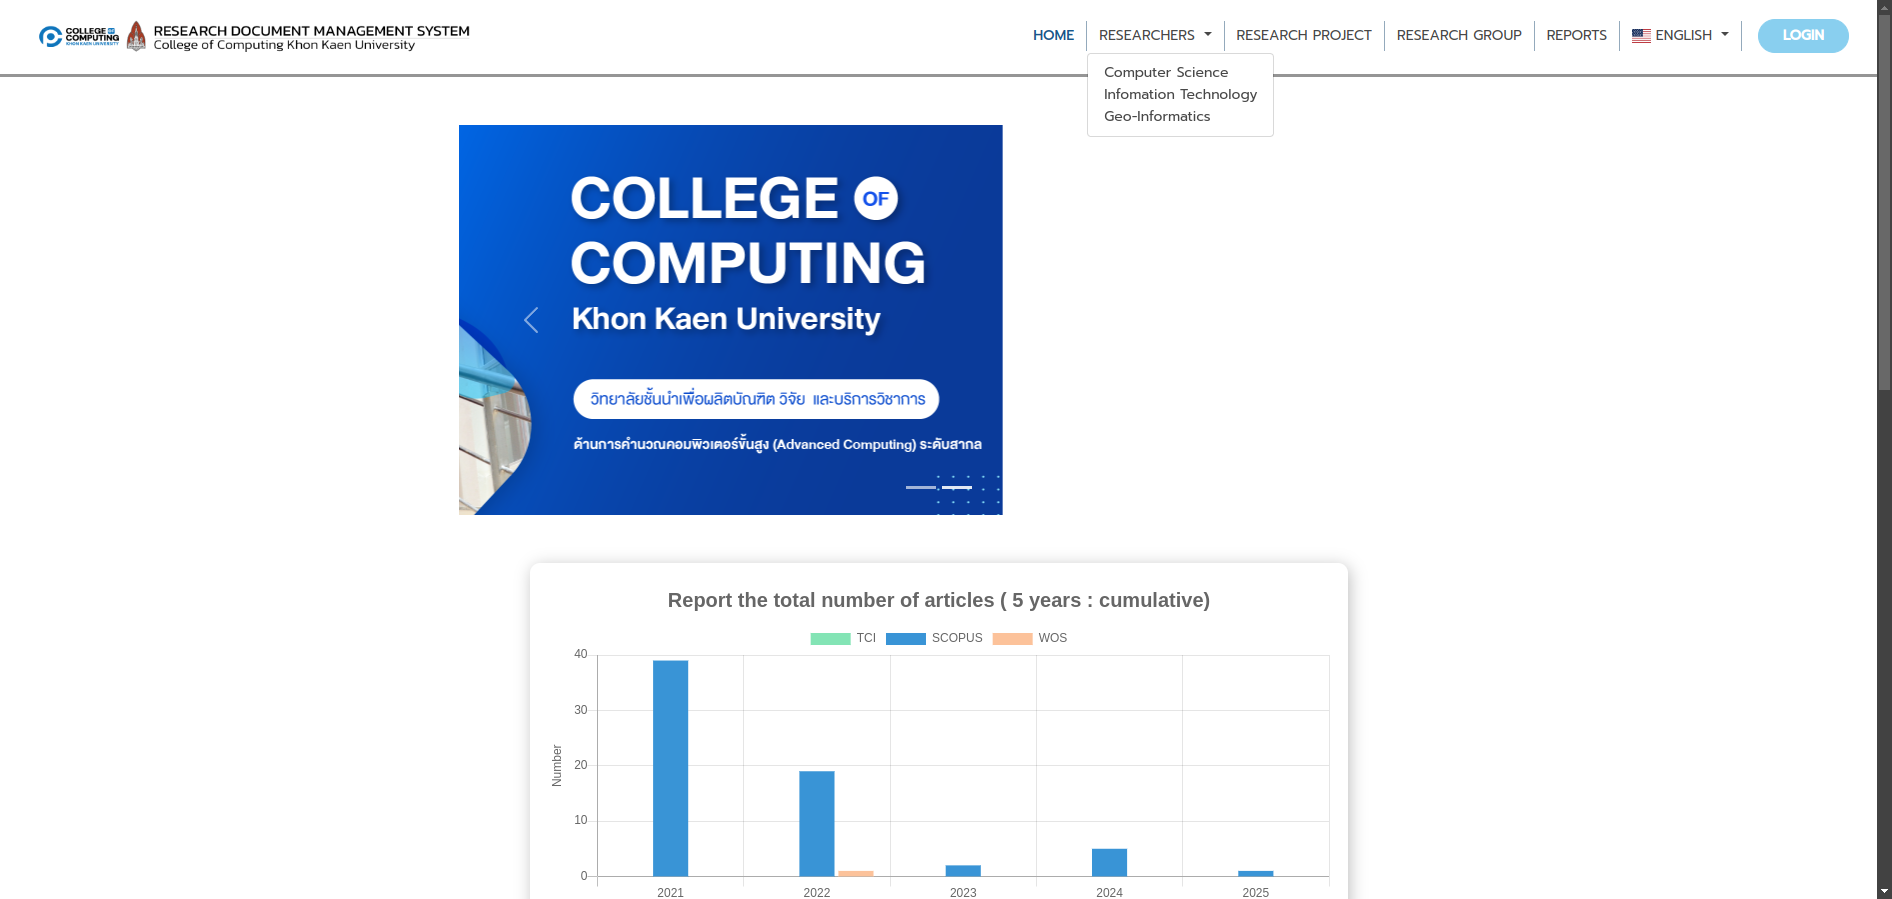 COLLEGE OF
COMPUTING
KHON KAEN UNIVERSITY
RESEARCH DOCUMENT MANAGEMENT SYSTEM
College of Computing Khon Kaen University
HOME
RESEARCHERS
RESEARCH PROJECT
RESEARCH GROUP
REPORTS
ENGLISH
LOGIN
Computer Science
Infomation Technology
Geo-Informatics
COLLEGE OF
COMPUTING
Khon Kaen University
วิทยาลัยชั้นนำเพื่อผลิตบัณฑิต วิจัย และบริการวิชาการ
ด้านการคำนวณคอมพิวเตอร์ขั้นสูง (Advanced Computing) ระดับสากล
Report the total number of articles ( 5 years : cumulative)
TCI
SCOPUS
WOS
40
30
20
10
0
Number
2021
2022
2023
2024
2025